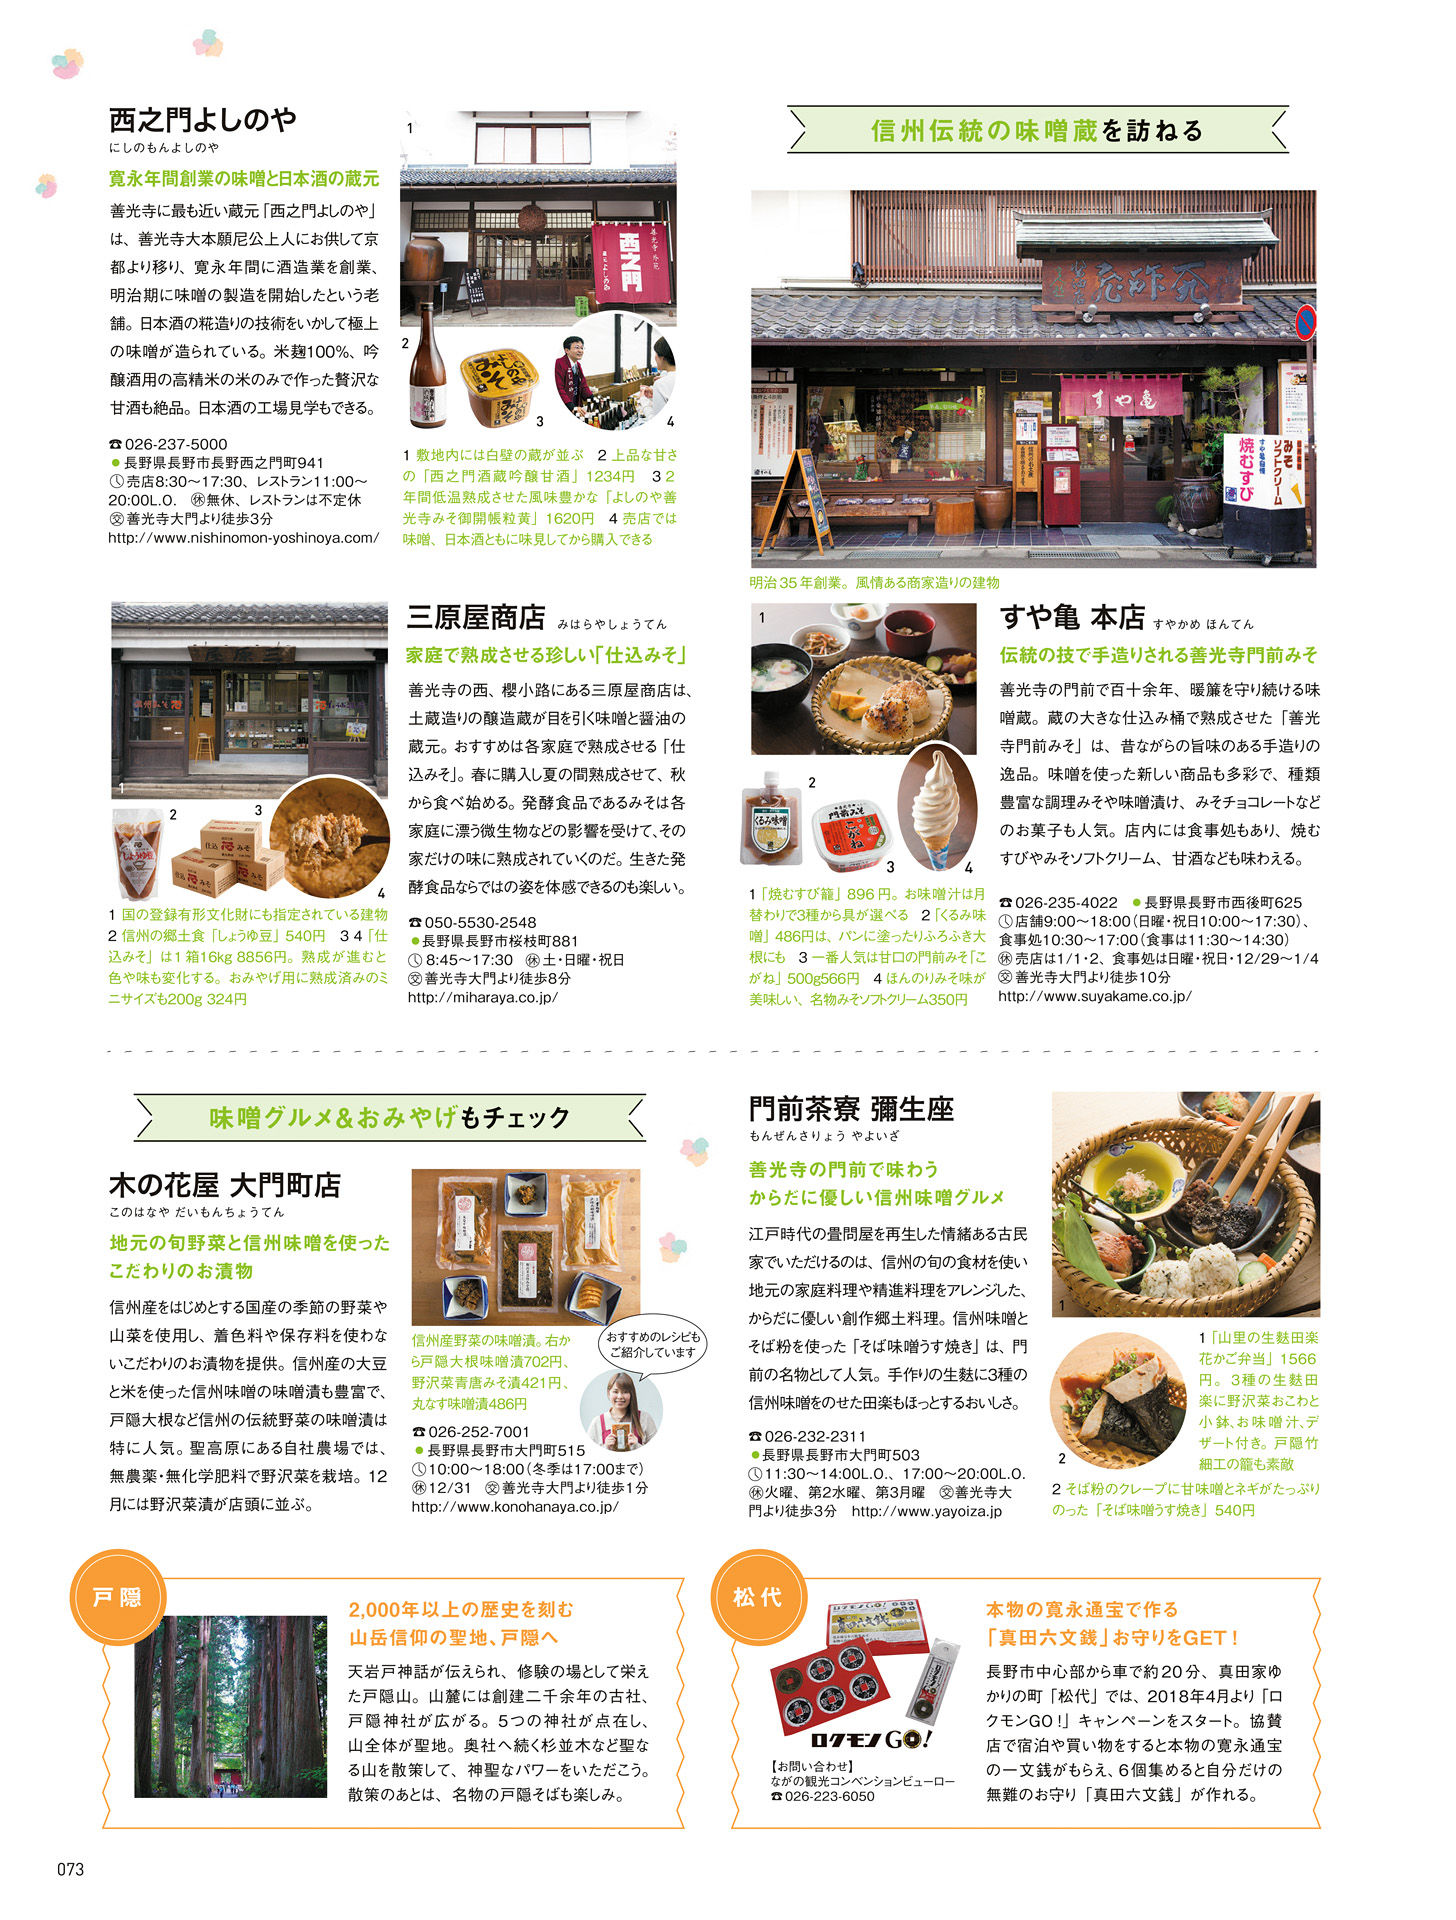 信州伝統の味噌蔵を訪ねる
西之門よしのや
にしのもんよしのや
寛永年間創業の味噌と日本酒の蔵元
善光寺に最も近い蔵元「西之門よしのや」
は、善光寺大本願尼公上人にお供して京
都より移り、寛永年間に酒造業を創業、
明治期に味噌の製造を開始したという老
舗。日本酒の糀造りの技術をいかして極上
の味噌が造られている。米麹100%、吟
醸酒用の高精米の米のみで作った贅沢な
甘酒も絶品。日本酒の工場見学もできる。
☎026-237-5000
●長野県長野市長野西之門町941
売店8:30〜17:30、レストラン11:00〜
20:00L.O. ㊡無休、レストランは不定休
交善光寺大門より徒歩3分
http://www.nishinomon-yoshinoya.com/
1
善光寺 外苑
西之門
蔵元よしのや
2
よしのや
みそ
3
4
1 敷地内には白壁の蔵が並ぶ 2 上品な甘さ
の「西之門酒蔵吟醸甘酒」1234円 3 2
年間低温熟成させた風味豊かな「よしのや善
光寺みそ御開帳粒黄」1620円 4 売店では
味噌、日本酒ともに味見してから購入できる
すや亀
みそ
ソフトクリーム
すや亀自慢
焼むすび
明治35年創業。風情ある商家造りの建物
三原屋商店 みはらやしょうてん
家庭で熟成させる珍しい「仕込みそ」
善光寺の西、櫻小路にある三原屋商店は、
土蔵造りの醸造蔵が目を引く味噌と醤油の
蔵元。おすすめは各家庭で熟成させる「仕
込みそ」。春に購入し夏の間熟成させて、秋
から食べ始める。発酵食品であるみそは各
家庭に漂う微生物などの影響を受けて、その
家だけの味に熟成されていくのだ。生きた発
酵食品ならではの姿を体感できるのも楽しい。
☎050-5530-2548
●長野県長野市桜枝町881
8:45〜17:30 ㊡土・日曜・祝日
交善光寺大門より徒歩8分
http://miharaya.co.jp/
1
2
しょうゆ豆
3
仕込 みそ
4
1 国の登録有形文化財にも指定されている建物
2 信州の郷土食「しょうゆ豆」540円 3 4「仕
込みそ」は1箱16kg 8856円。熟成が進むと
色や味も変化する。おみやげ用に熟成済みのミ
ニサイズも200g 324円
すや亀 本店 すやかめ ほんてん
伝統の技で手造りされる善光寺門前みそ
善光寺の門前で百十余年、暖簾を守り続ける味
噌蔵。蔵の大きな仕込み桶で熟成させた「善光
寺門前みそ」は、昔ながらの旨味のある手造りの
逸品。味噌を使った新しい商品も多彩で、種類
豊富な調理みそや味噌漬け、みそチョコレートなど
のお菓子も人気。店内には食事処もあり、焼む
すびやみそソフトクリーム、甘酒なども味わえる。
☎026-235-4022 ●長野県長野市西後町625
店舗9:00〜18:00(日曜・祝日10:00〜17:30)、
食事処10:30〜17:00(食事は11:30〜14:30)
㊡売店は1/1・2、食事処は日曜・祝日・12/29〜1/4
交善光寺大門より徒歩10分
http://www.suyakame.co.jp/
1
2
くるみ味噌
門前みそ
こがね
3
4
1「焼むすび籠」896円。お味噌汁は月
替わりで3種から具が選べる 2「くるみ味
噌」486円は、パンに塗ったりふろふき大
根にも 3 一番人気は甘口の門前みそ「こ
がね」500g566円 4 ほんのりみそ味が
美味しい、名物みそソフトクリーム350円
味噌グルメ&おみやげもチェック
木の花屋 大門町店
このはなや だいもんちょうてん
地元の旬野菜と信州味噌を使った
こだわりのお漬物
信州産をはじめとする国産の季節の野菜や
山菜を使用し、着色料や保存料を使わな
いこだわりのお漬物を提供。信州産の大豆
と米を使った信州味噌の味噌漬も豊富で、
戸隠大根など信州の伝統野菜の味噌漬は
特に人気。聖高原にある自社農場では、
無農薬・無化学肥料で野沢菜を栽培。12
月には野沢菜漬が店頭に並ぶ。
信州産野菜の味噌漬。右か
ら戸隠大根味噌漬702円、
野沢菜青唐みそ漬421円、
丸なす味噌漬486円
おすすめのレシピも
ご紹介しています
☎026-252-7001
●長野県長野市大門町515
10:00〜18:00(冬季は17:00まで)
㊡12/31 交善光寺大門より徒歩1分
http://www.konohanaya.co.jp/
門前茶寮 彌生座
もんぜんさりょう やよいざ
善光寺の門前で味わう
からだに優しい信州味噌グルメ
江戸時代の畳問屋を再生した情緒ある古民
家でいただけるのは、信州の旬の食材を使い
地元の家庭料理や精進料理をアレンジした、
からだに優しい創作郷土料理。信州味噌と
そば粉を使った「そば味噌うす焼き」は、門
前の名物として人気。手作りの生麩に3種の
信州味噌をのせた田楽もほっとするおいしさ。
☎026-232-2311
●長野県長野市大門町503
11:30〜14:00L.O.、17:00〜20:00L.O.
㊡火曜、第2水曜、第3月曜 交善光寺大
門より徒歩3分 http://www.yayoiza.jp
1
2
1「山里の生麩田楽
花かご弁当」1566
円。3種の生麩田
楽に野沢菜おこわと
小鉢、お味噌汁、デ
ザート付き。戸隠竹
細工の籠も素敵
2 そば粉のクレープに甘味噌とネギがたっぷり
のった「そば味噌うす焼き」540円
戸隠
2,000年以上の歴史を刻む
山岳信仰の聖地、戸隠へ
天岩戸神話が伝えられ、修験の場として栄え
た戸隠山。山麓には創建二千余年の古社、
戸隠神社が広がる。5つの神社が点在し、
山全体が聖地。奥社へ続く杉並木など聖な
る山を散策して、神聖なパワーをいただこう。
散策のあとは、名物の戸隠そばも楽しみ。
松代
ロクモンGO!
真田六文銭
ロクモンGO!
【お問い合わせ】
ながの観光コンベンションビューロー
☎026-223-6050
本物の寛永通宝で作る
「真田六文銭」お守りをGET!
長野市中心部から車で約20分、真田家ゆ
かりの町「松代」では、2018年4月より「ロ
クモンGO!」キャンペーンをスタート。協賛
店で宿泊や買い物をすると本物の寛永通宝
の一文銭がもらえ、6個集めると自分だけの
無難のお守り「真田六文銭」が作れる。
073